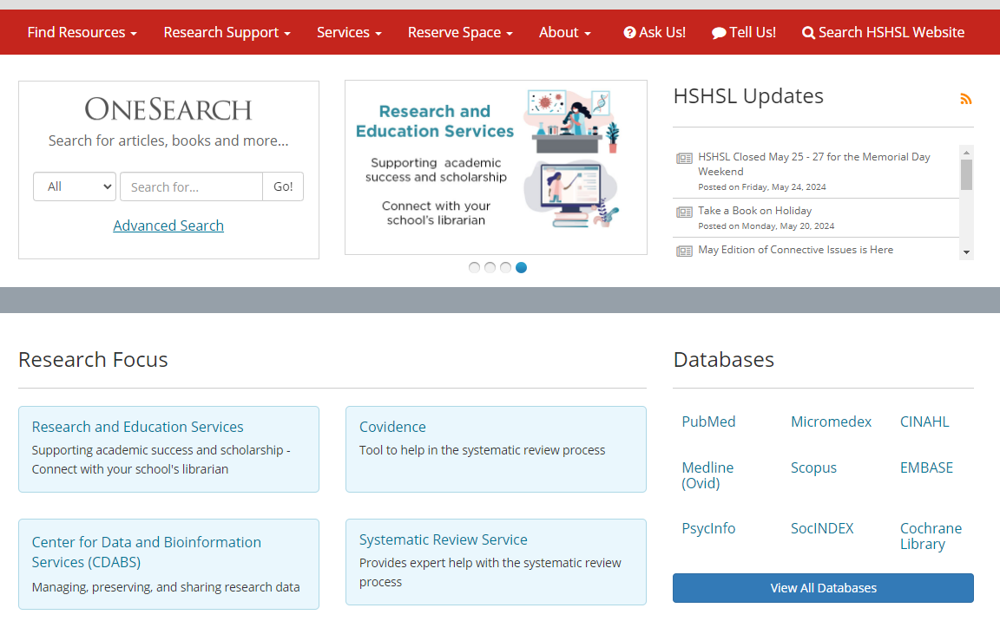 Find Resources
Research Support
Services
Reserve Space
About
Ask Us!
Tell Us!
Search HSHSL Website
ONESEARCH
Search for articles, books and more...
All
Search for...
Go!
Advanced Search
Research and
Education Services
Supporting academic
success and scholarship
Connect with your
school's librarian
HSHSL Updates
HSHSL Closed May 25 - 27 for the Memorial Day
Weekend
Posted on Friday, May 24, 2024
Take a Book on Holiday
Posted on Monday, May 20, 2024
May Edition of Connective Issues is Here
Research Focus
Research and Education Services
Supporting academic success and scholarship -
Connect with your school's librarian
Covidence
Tool to help in the systematic review process
Center for Data and Bioinformation
Services (CDABS)
Managing, preserving, and sharing research data
Systematic Review Service
Provides expert help with the systematic review
process
Databases
PubMed
Micromedex
CINAHL
Medline
(Ovid)
Scopus
EMBASE
PsycInfo
SocINDEX
Cochrane
Library
View All Databases